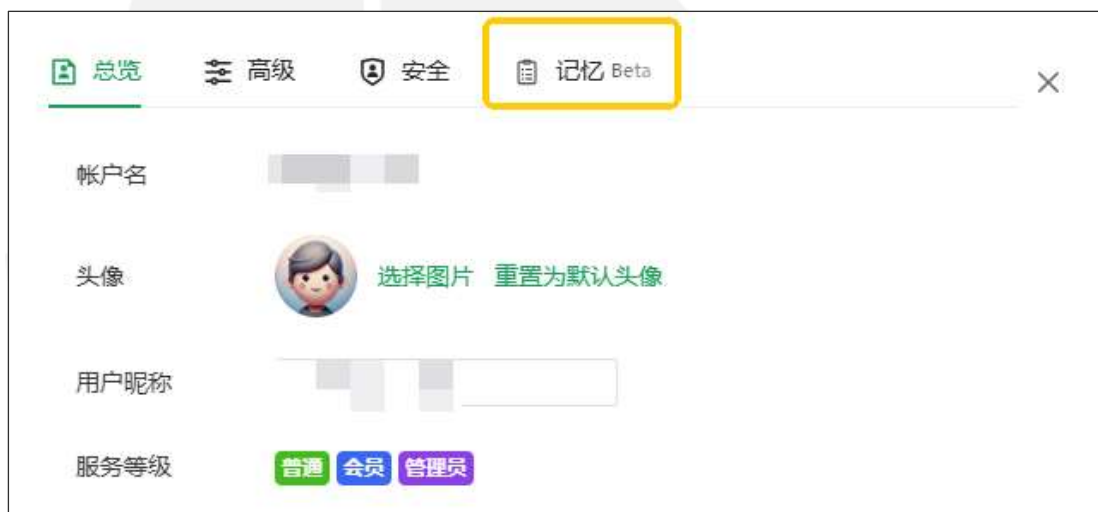 总览 高级 安全 记忆 Beta
帐户名
头像 选择图片 重置为默认头像
用户昵称
服务等级 普通 会员 管理员